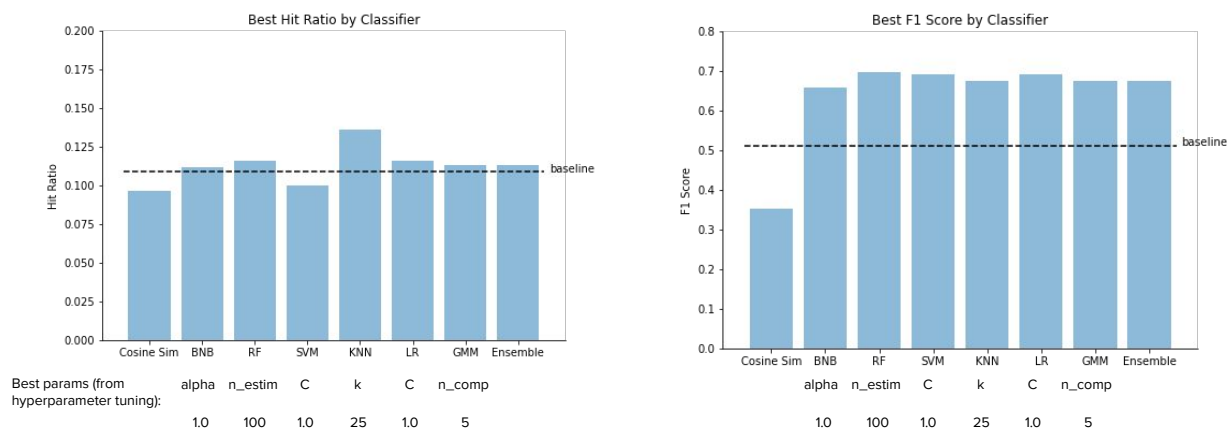 Best Hit Ratio by Classifier
0.200
0.175
0.150
0.125
0.100
0.075
0.050
0.025
0.000
Hit Ratio
baseline
Cosine Sim BNB RF SVM KNN LR GMM Ensemble
Best params (from
hyperparameter tuning):
alpha n_estim C k C n_comp
1.0 100 1.0 25 1.0 5
Best F1 Score by Classifier
0.8
0.7
0.6
0.5
0.4
0.3
0.2
0.1
0.0
F1 Score
baseline
Cosine Sim BNB RF SVM KNN LR GMM Ensemble
alpha n_estim C k C n_comp
1.0 100 1.0 25 1.0 5